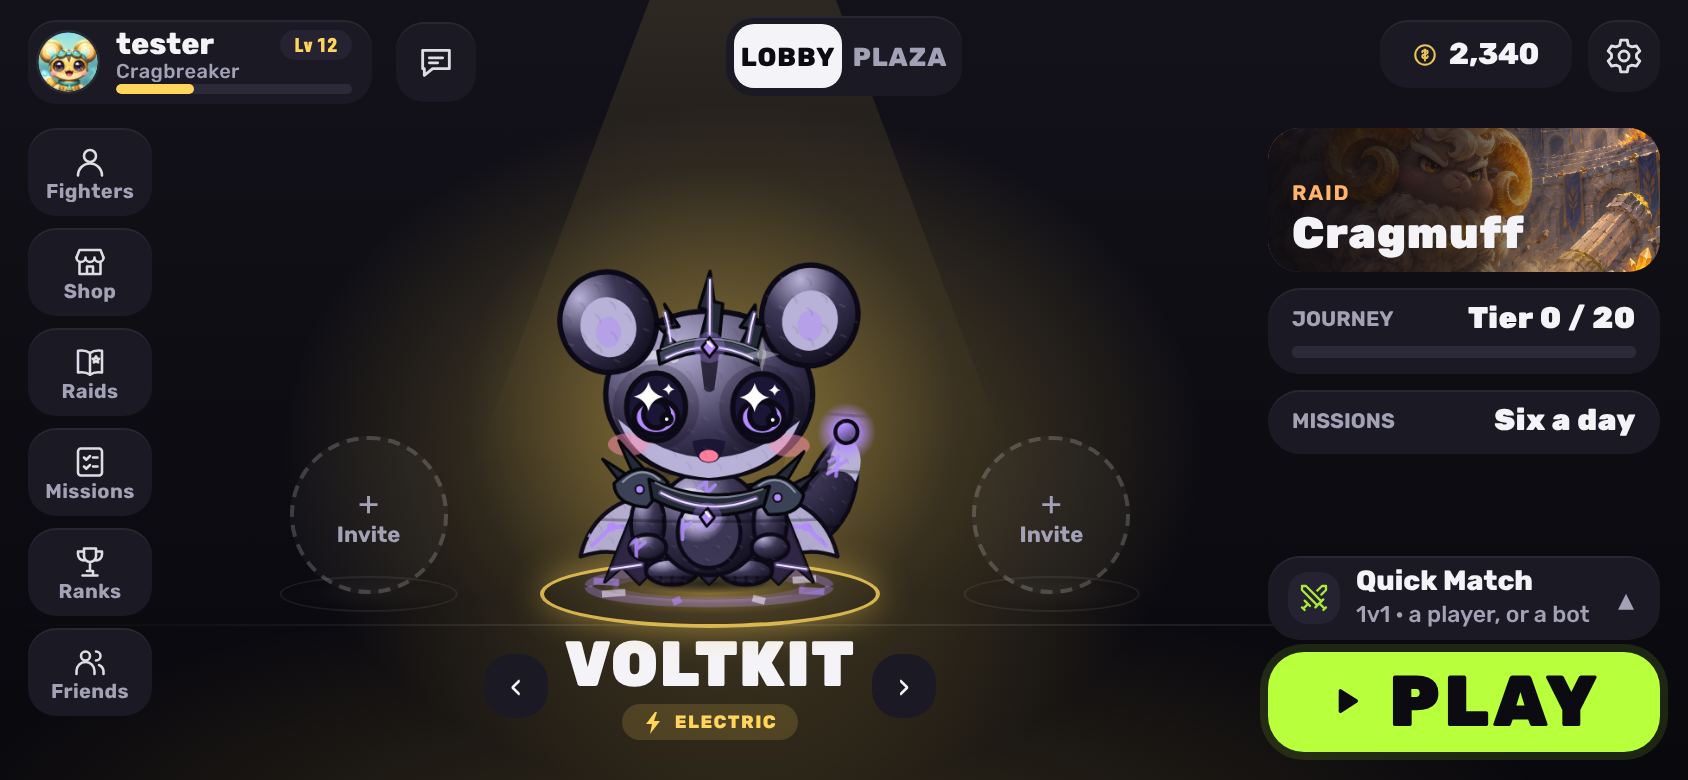 tester
Lv 12
Cragbreaker
LOBBY
PLAZA
2,340
Fighters
Shop
Raids
Missions
Ranks
Friends
Invite
Invite
VOLTKIT
ELECTRIC
RAID
Cragmuff
JOURNEY
Tier 0 / 20
MISSIONS
Six a day
Quick Match
1v1 • a player, or a bot
PLAY